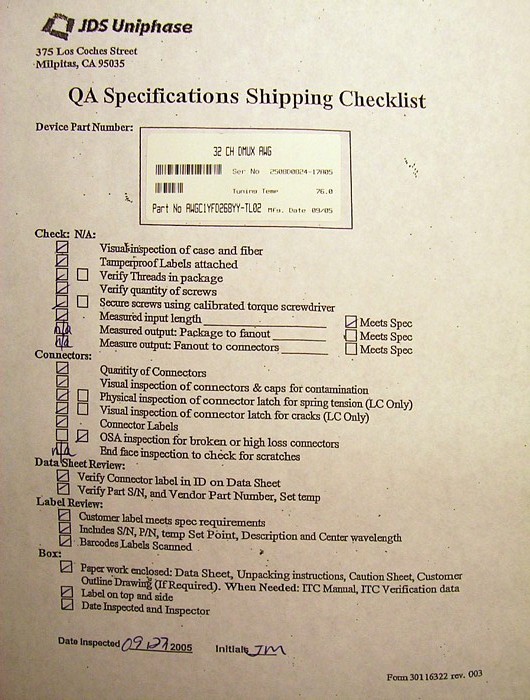 JDS Uniphase
375 Los Coches Street
Milpitas, CA 95035
QA Specifications Shipping Checklist
Device Part Number:
32 CH DMUX AWG
Ser No 250BD0824-17A05
Tuning Temp 76.0
Part No AWGC1YFD26BYY-TL02 Mfg. Date 09/05
Check: N/A:
Visual inspection of case and fiber
Tamperproof Labels attached
Verify Threads in package
Verify quantity of screws
Secure screws using calibrated torque screwdriver
Measured input length Meets Spec
n/a Measured output: Package to fanout Meets Spec
n/a Measure output: Fanout to connectors Meets Spec
Connectors:
Quantity of Connectors
Visual inspection of connectors & caps for contamination
Physical inspection of connector latch for spring tension (LC Only)
Visual inspection of connector latch for cracks (LC Only)
Connector Labels
OSA inspection for broken or high loss connectors
n/a End face inspection to check for scratches
Data Sheet Review:
Verify Connector label in ID on Data Sheet
Verify Part S/N, and Vendor Part Number, Set temp
Label Review:
Customer label meets spec requirements
Includes S/N, P/N, temp Set Point, Description and Center wavelength
Barcodes Labels Scanned
Box:
Paper work enclosed: Data Sheet, Unpacking instructions, Caution Sheet, Customer
Outline Drawing (If Required). When Needed: ITC Manual, ITC Verification data
Label on top and side
Date Inspected and Inspector
Date Inspected 09 27 2005 Initials JM
Form 30116322 rev. 003